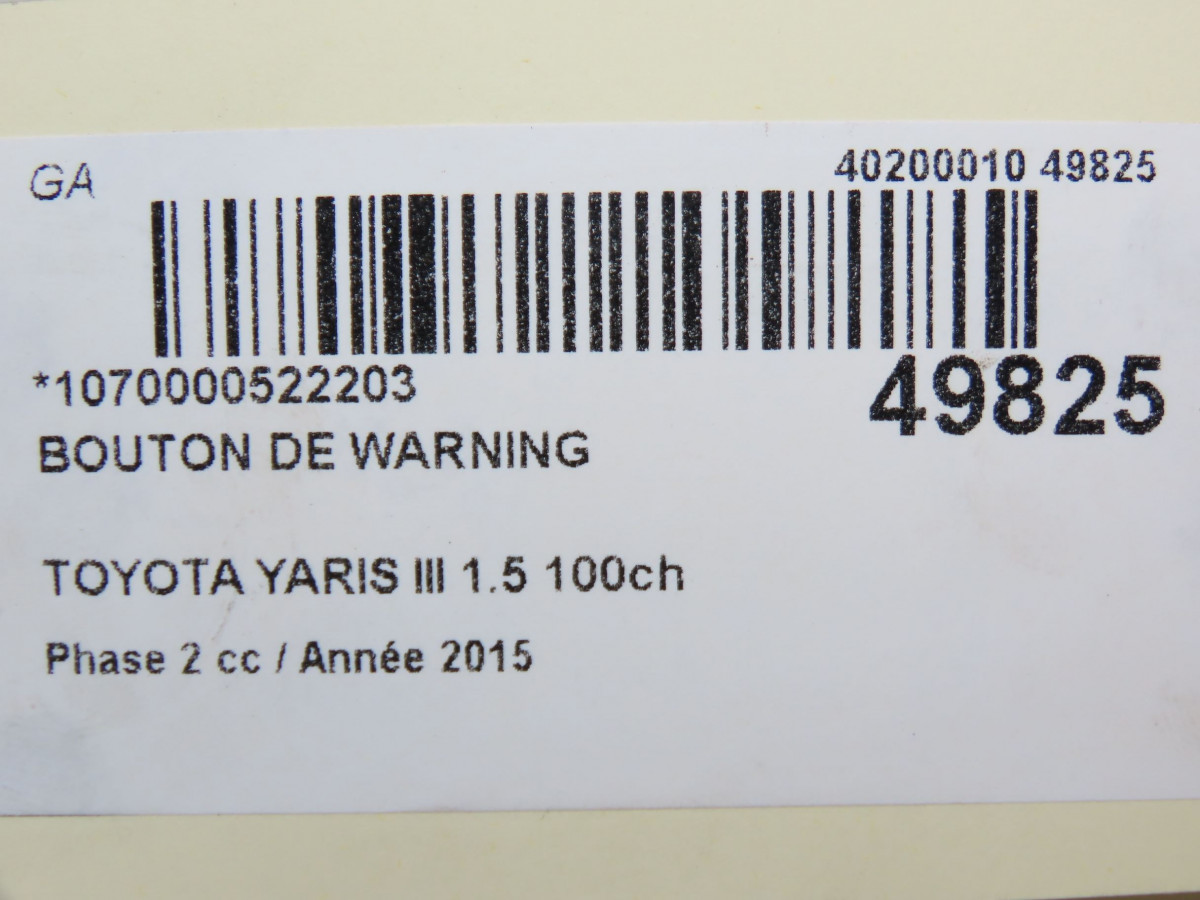 GA
40200010 49825
*1070000522203
49825
BOUTON DE WARNING
TOYOTA YARIS III 1.5 100ch
Phase 2 cc / Année 2015